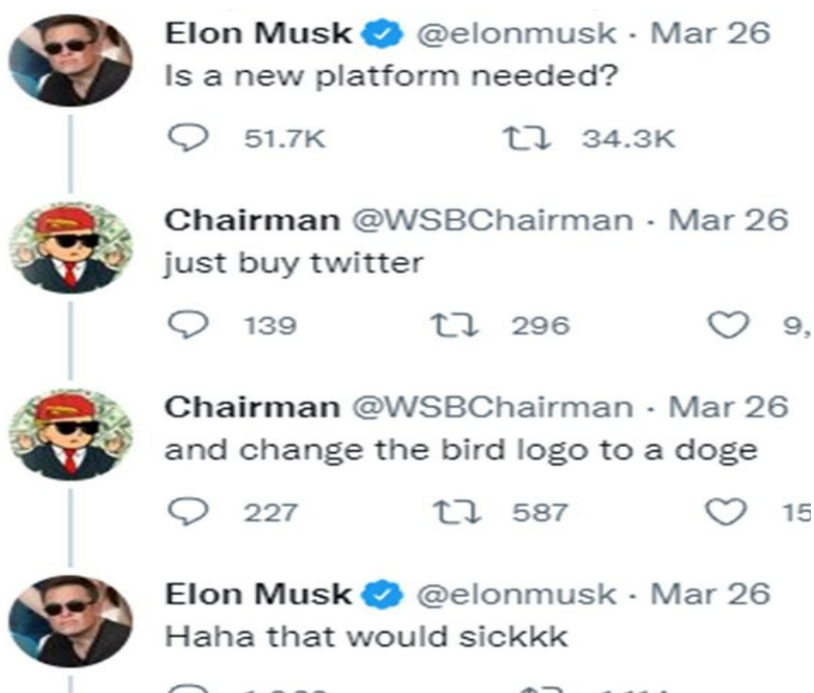 Elon Musk @elonmusk · Mar 26
Is a new platform needed?
51.7K 34.3K
Chairman @WSBChairman · Mar 26
just buy twitter
139 296 9,
Chairman @WSBChairman · Mar 26
and change the bird logo to a doge
227 587 15
Elon Musk @elonmusk · Mar 26
Haha that would sickkk